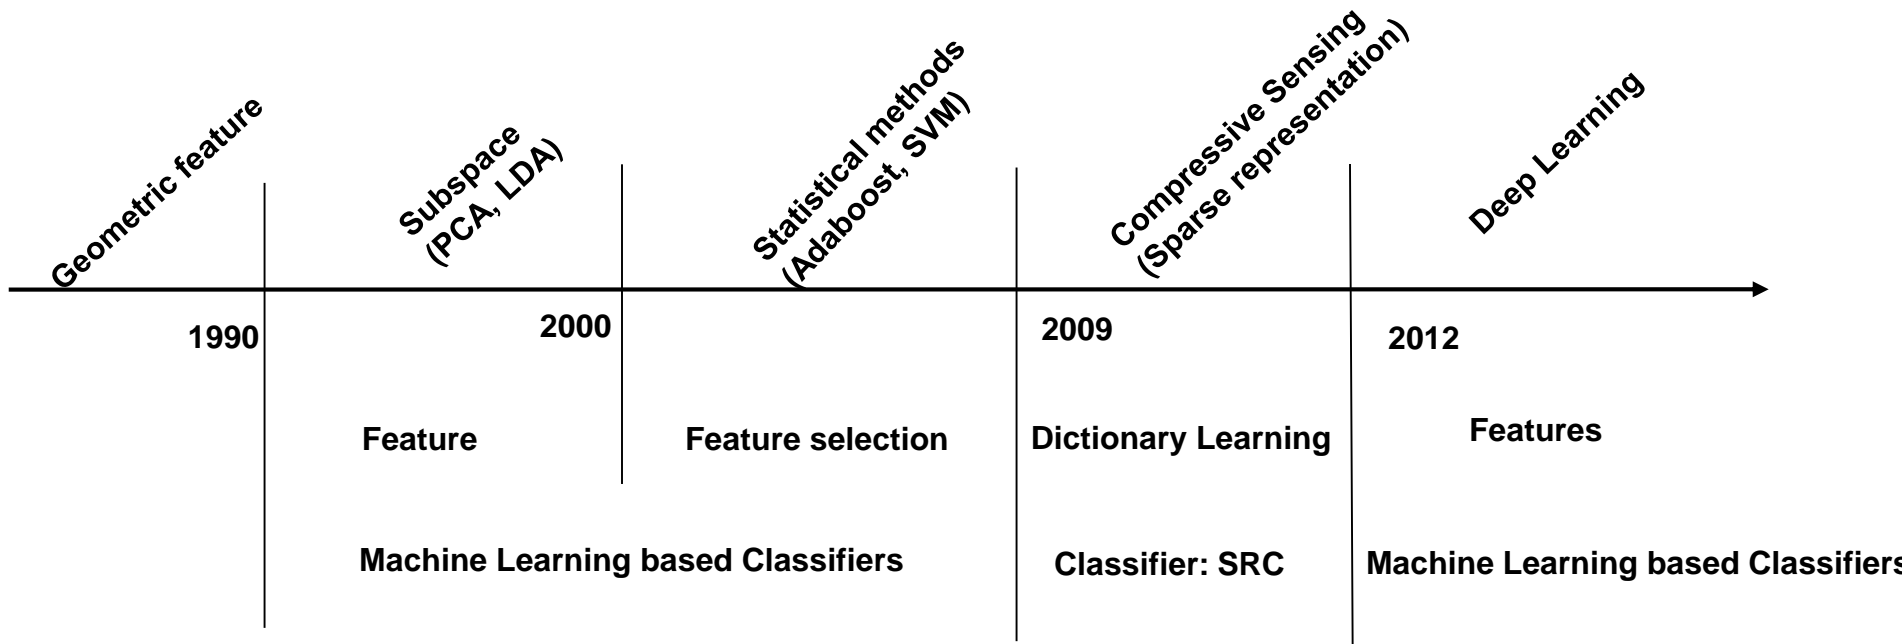 Geometric feature
Subspace
(PCA, LDA)
Statistical methods
(Adaboost, SVM)
Compressive Sensing
(Sparse representation)
Deep Learning
1990
2000
2009
2012
Feature
Feature selection
Dictionary Learning
Features
Machine Learning based Classifiers
Classifier: SRC
Machine Learning based Classifiers